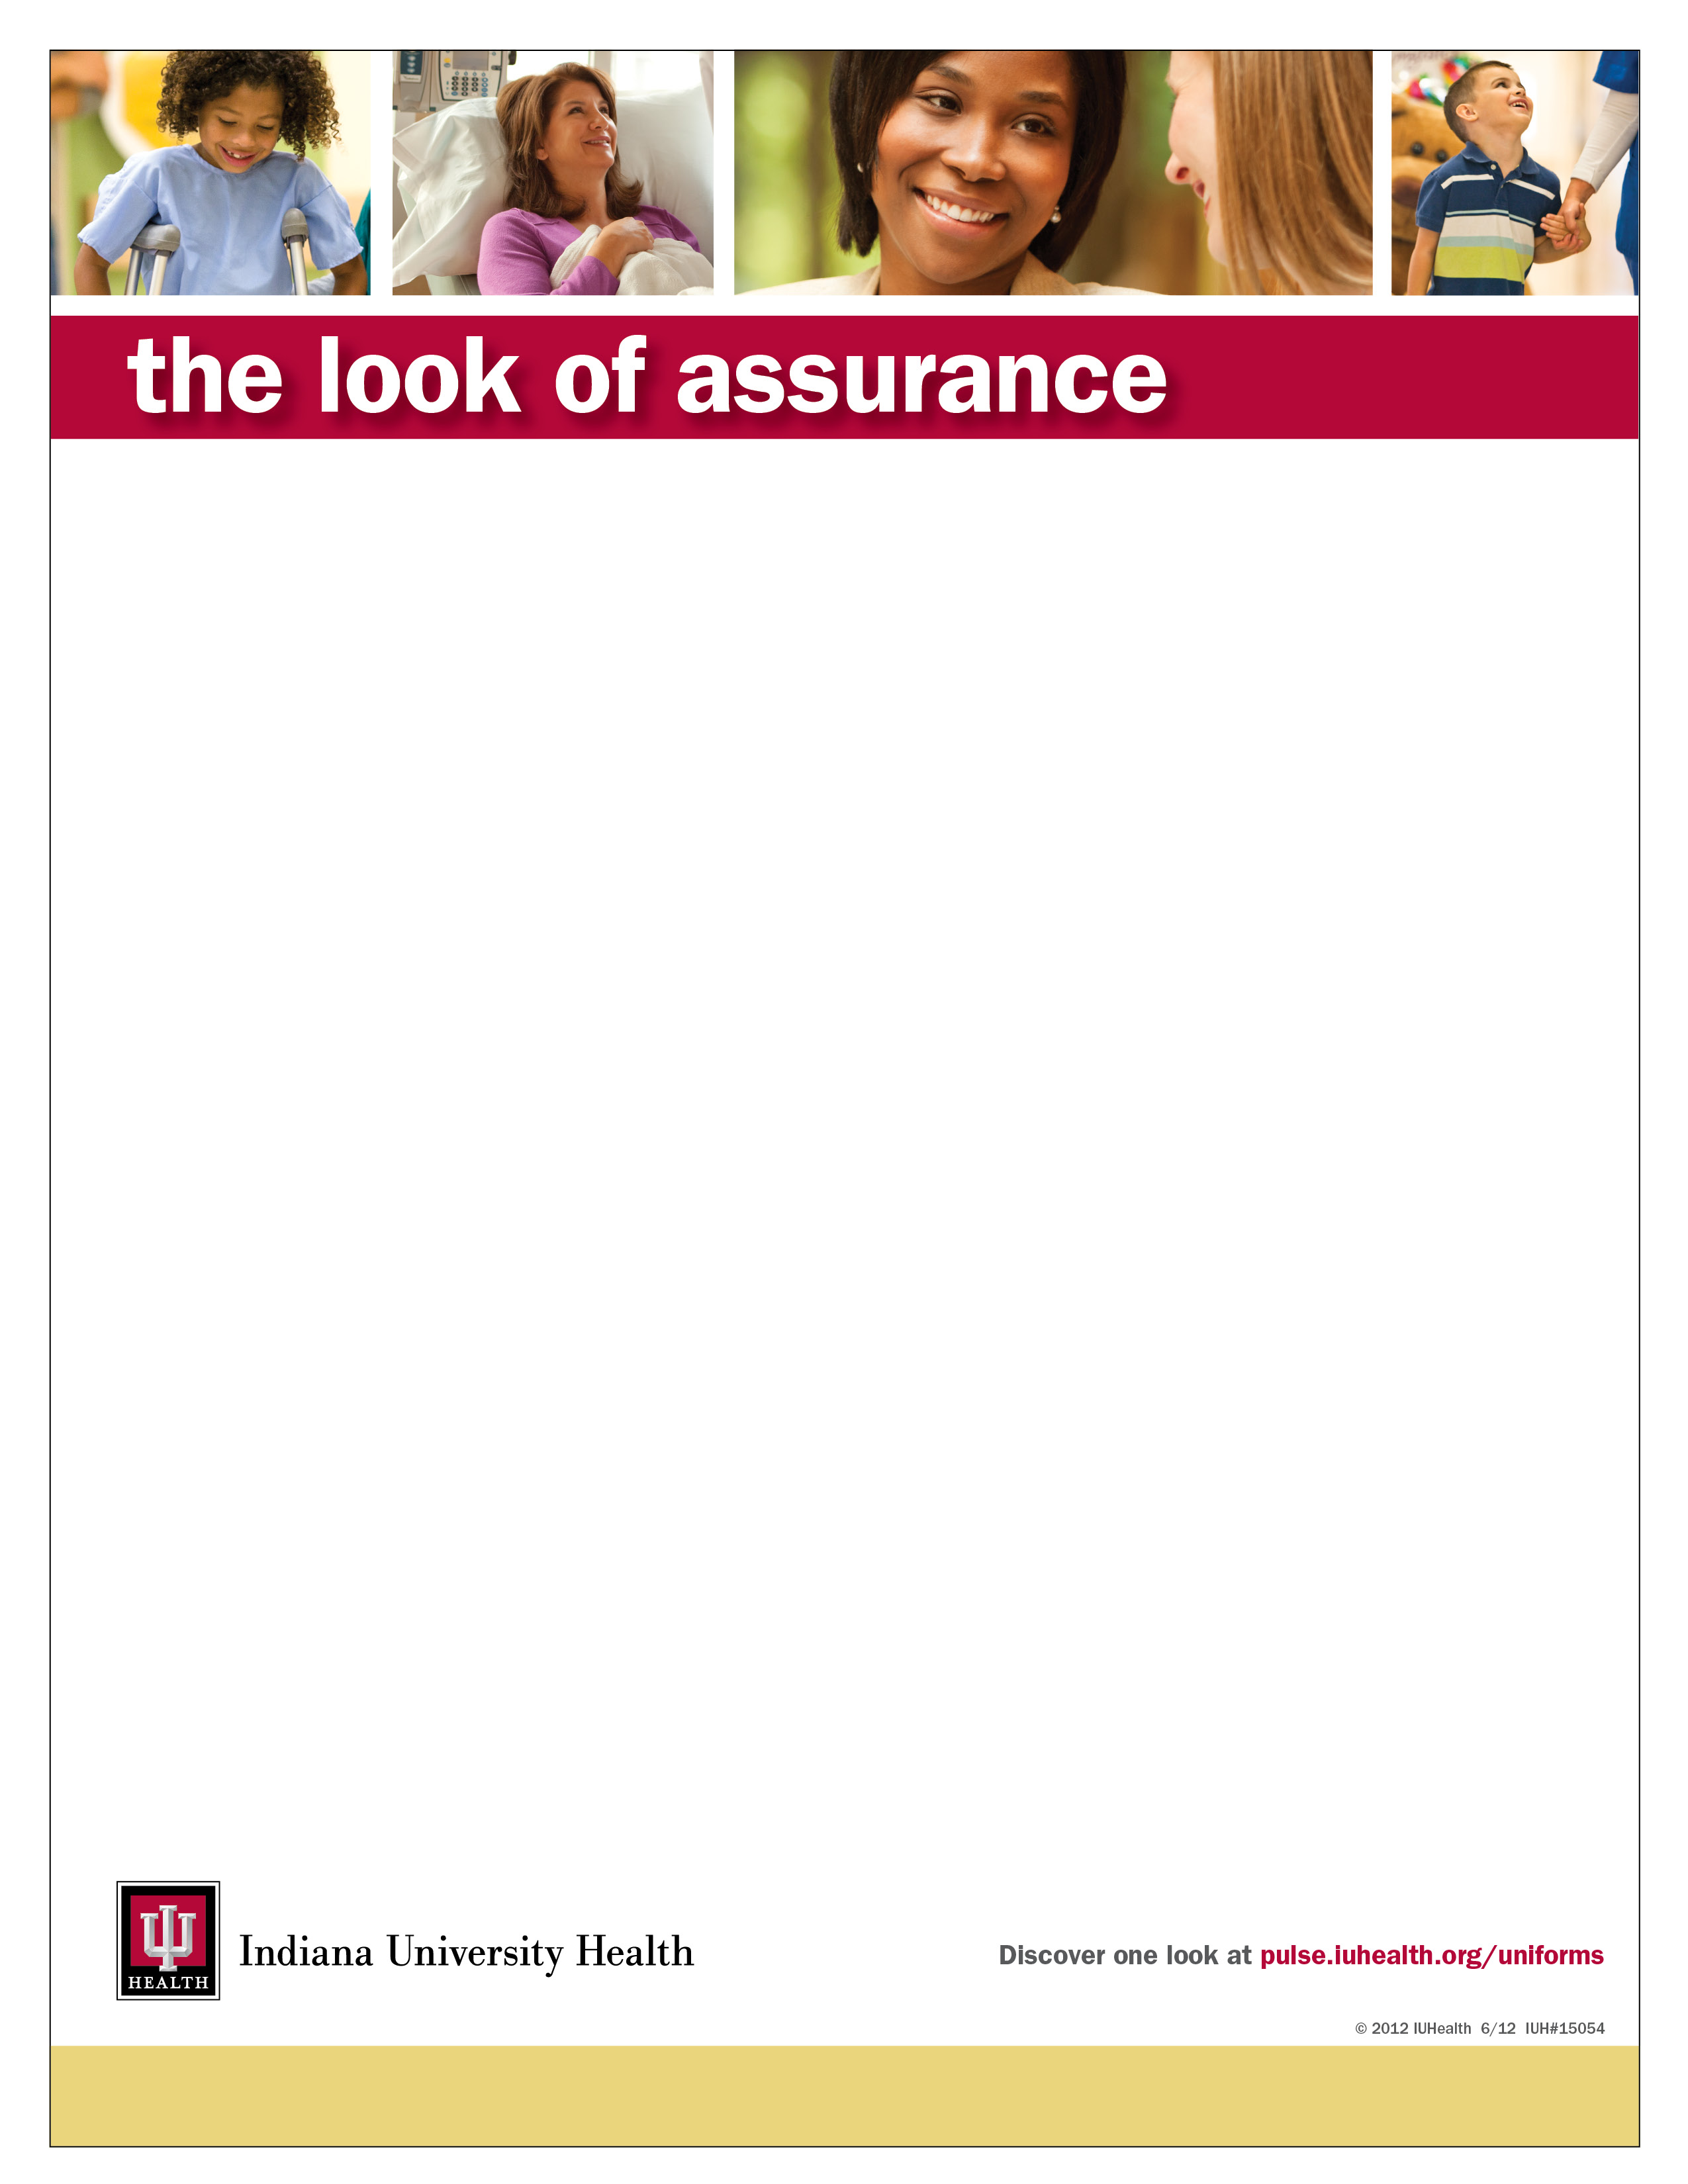 the look of assurance
HEALTH
Indiana University Health
Discover one look at pulse.iuhealth.org/uniforms
© 2012 IUHealth 6/12 IUH#15054